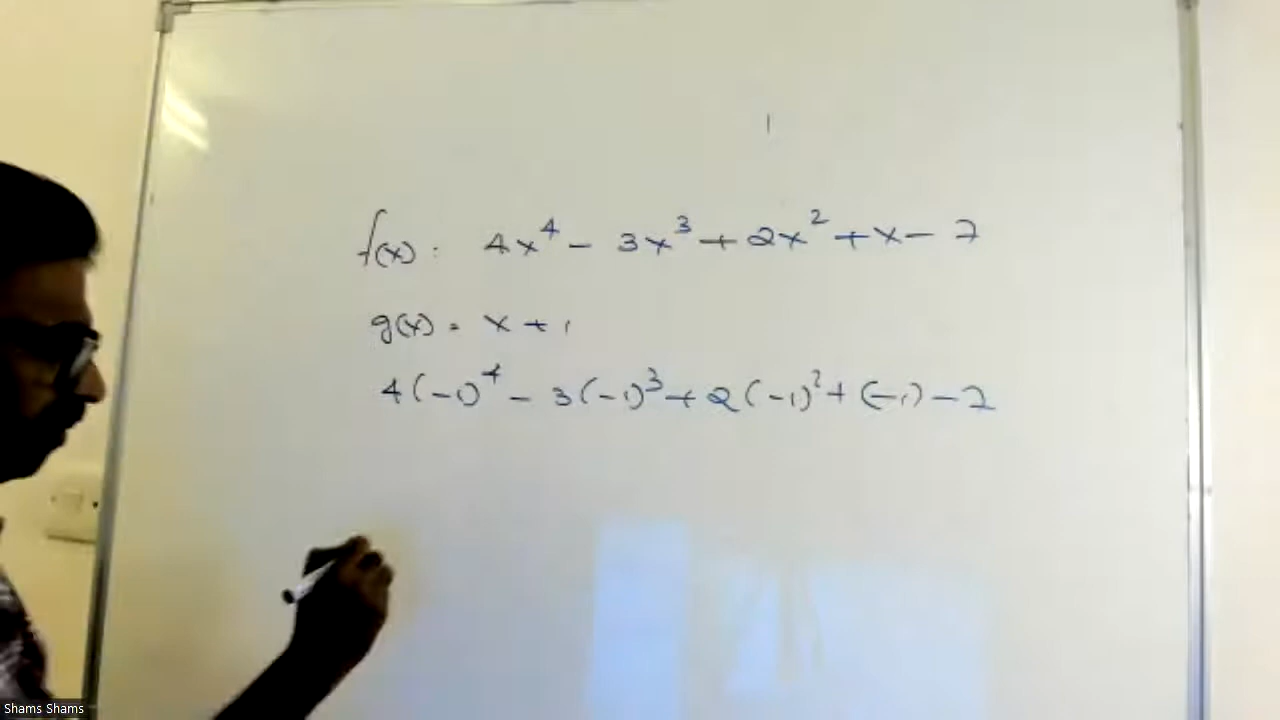 f(x) : 4x⁴ - 3x³ + 2x² + x - 7
g(x) = x + 1
4(-1)⁴ - 3(-1)³ + 2(-1)² + (-1) - 7
Shams Shams